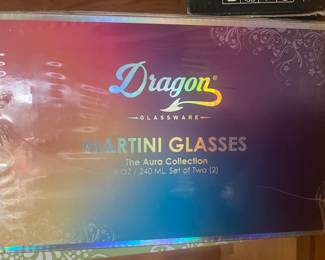 Dragon®
GLASSWARE
MARTINI GLASSES
The Aura Collection
8 OZ / 240 ML. Set of Two (2)